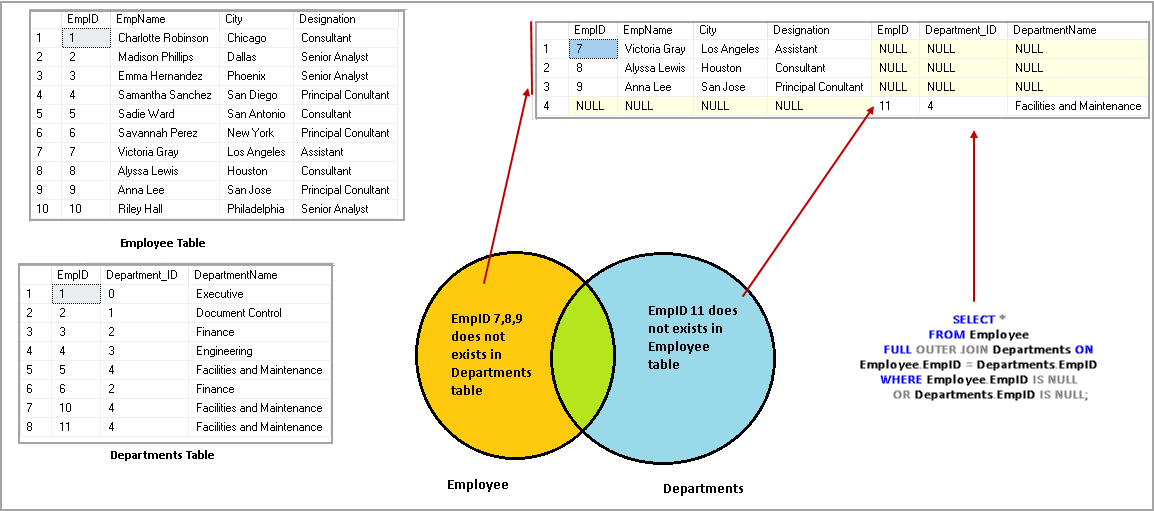 EmpID EmpName City Designation
1 1 Charlotte Robinson Chicago Consultant
2 2 Madison Phillips Dallas Senior Analyst
3 3 Emma Hernandez Phoenix Senior Analyst
4 4 Samantha Sanchez San Diego Principal Conultant
5 5 Sadie Ward San Antonio Consultant
6 6 Savannah Perez New York Principal Conultant
7 7 Victoria Gray Los Angeles Assistant
8 8 Alyssa Lewis Houston Consultant
9 9 Anna Lee San Jose Principal Conultant
10 10 Riley Hall Philadelphia Senior Analyst
Employee Table
EmpID Department_ID DepartmentName
1 1 0 Executive
2 2 1 Document Control
3 3 2 Finance
4 4 3 Engineering
5 5 4 Facilities and Maintenance
6 6 2 Finance
7 10 4 Facilities and Maintenance
8 11 4 Facilities and Maintenance
Departments Table
EmpID EmpName City Designation EmpID Department_ID DepartmentName
1 7 Victoria Gray Los Angeles Assistant NULL NULL NULL
2 8 Alyssa Lewis Houston Consultant NULL NULL NULL
3 9 Anna Lee San Jose Principal Conultant NULL NULL NULL
4 NULL NULL NULL NULL 11 4 Facilities and Maintenance
EmpID 7,8,9
does not
exists in
Departments
table
EmpID 11 does
not exists in
Employee
table
Employee
Departments
SELECT *
FROM Employee
FULL OUTER JOIN Departments ON
Employee.EmpID = Departments.EmpID
WHERE Employee.EmpID IS NULL
OR Departments.EmpID IS NULL;